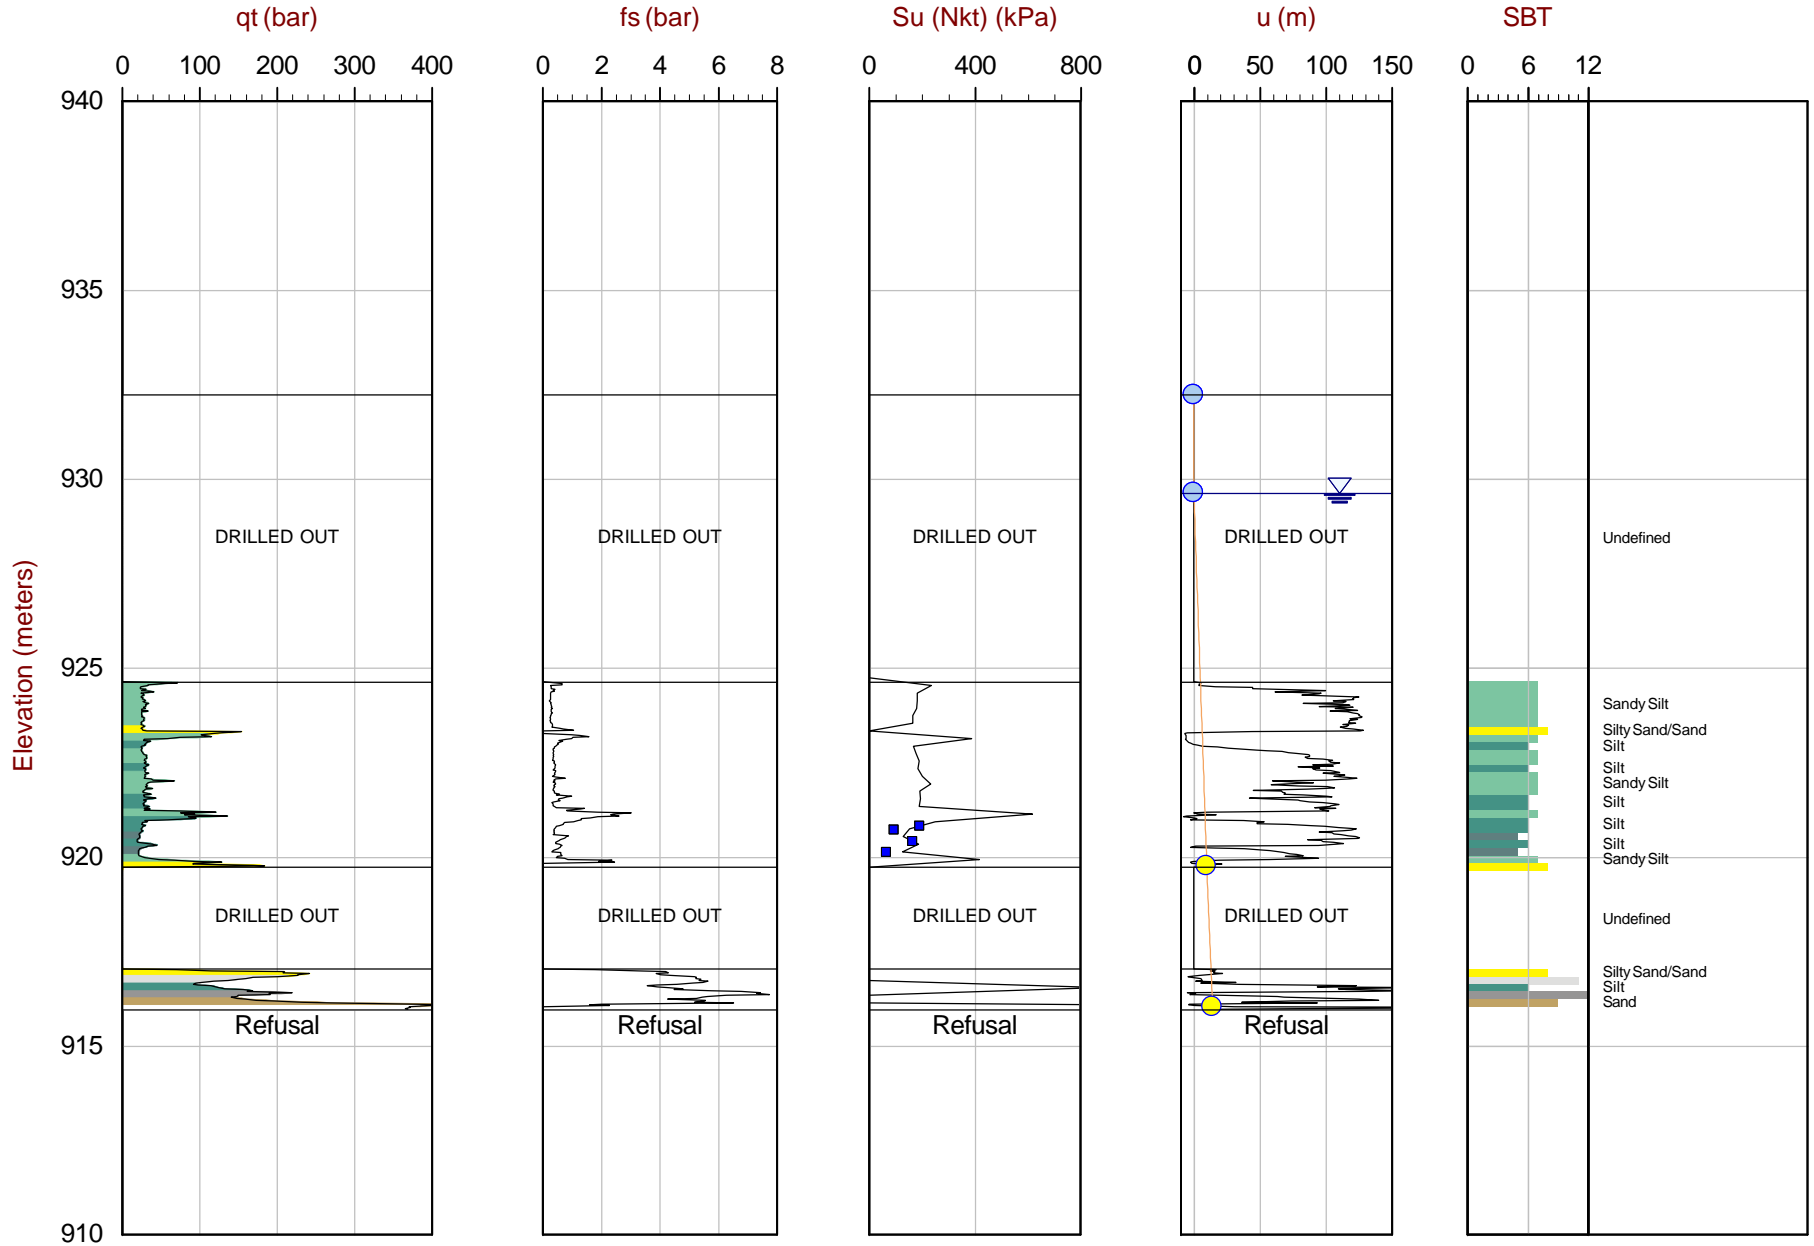 qt (bar) fs (bar) Su (Nkt) (kPa) u (m) SBT
0 100 200 300 400 0 2 4 6 8 0 400 800 0 50 100 150 0 6 12
940
935
930
DRILLED OUT DRILLED OUT DRILLED OUT DRILLED OUT Undefined
Elevation (meters)
925
Sandy Silt
Silty Sand/Sand
Silt
Silt
Sandy Silt
Silt
Silt
Silt
920
Sandy Silt
DRILLED OUT DRILLED OUT DRILLED OUT DRILLED OUT Undefined
Silty Sand/Sand
Silt
Sand
Refusal Refusal Refusal Refusal
915
910